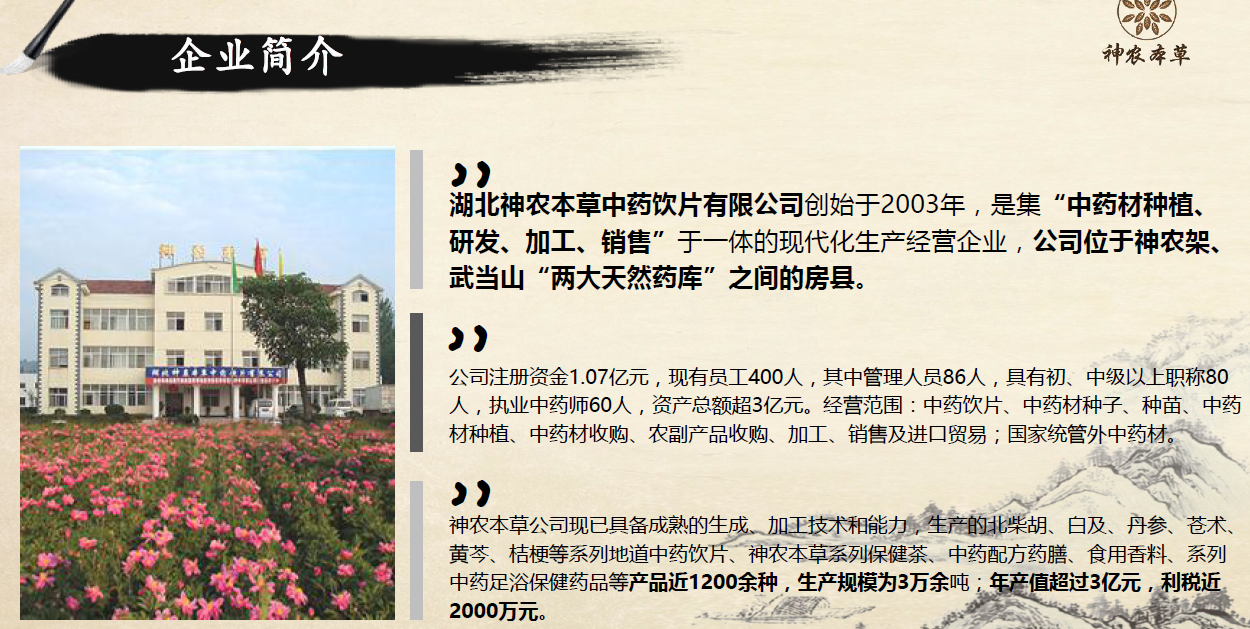 企业简介
神农本草
湖北神农本草中药饮片有限公司创始于2003年，是集“中药材种植、
研发、加工、销售”于一体的现代化生产经营企业，公司位于神农架、
武当山“两大天然药库”之间的房县。
公司注册资金1.07亿元，现有员工400人，其中管理人员86人，具有初、中级以上职称80
人，执业中药师60人，资产总额超3亿元。经营范围：中药饮片、中药材种子、种苗、中药
材种植、中药材收购、农副产品收购、加工、销售及进口贸易；国家统管外中药材。
神农本草公司现已具备成熟的生成、加工技术和能力，生产的北柴胡、白及、丹参、苍术、
黄芩、桔梗等系列地道中药饮片、神农本草系列保健茶、中药配方药膳、食用香料、系列
中药足浴保健药品等产品近1200余种，生产规模为3万余吨；年产值超过3亿元，利税近
2000万元。
湖北神农本草中药饮片有限公司